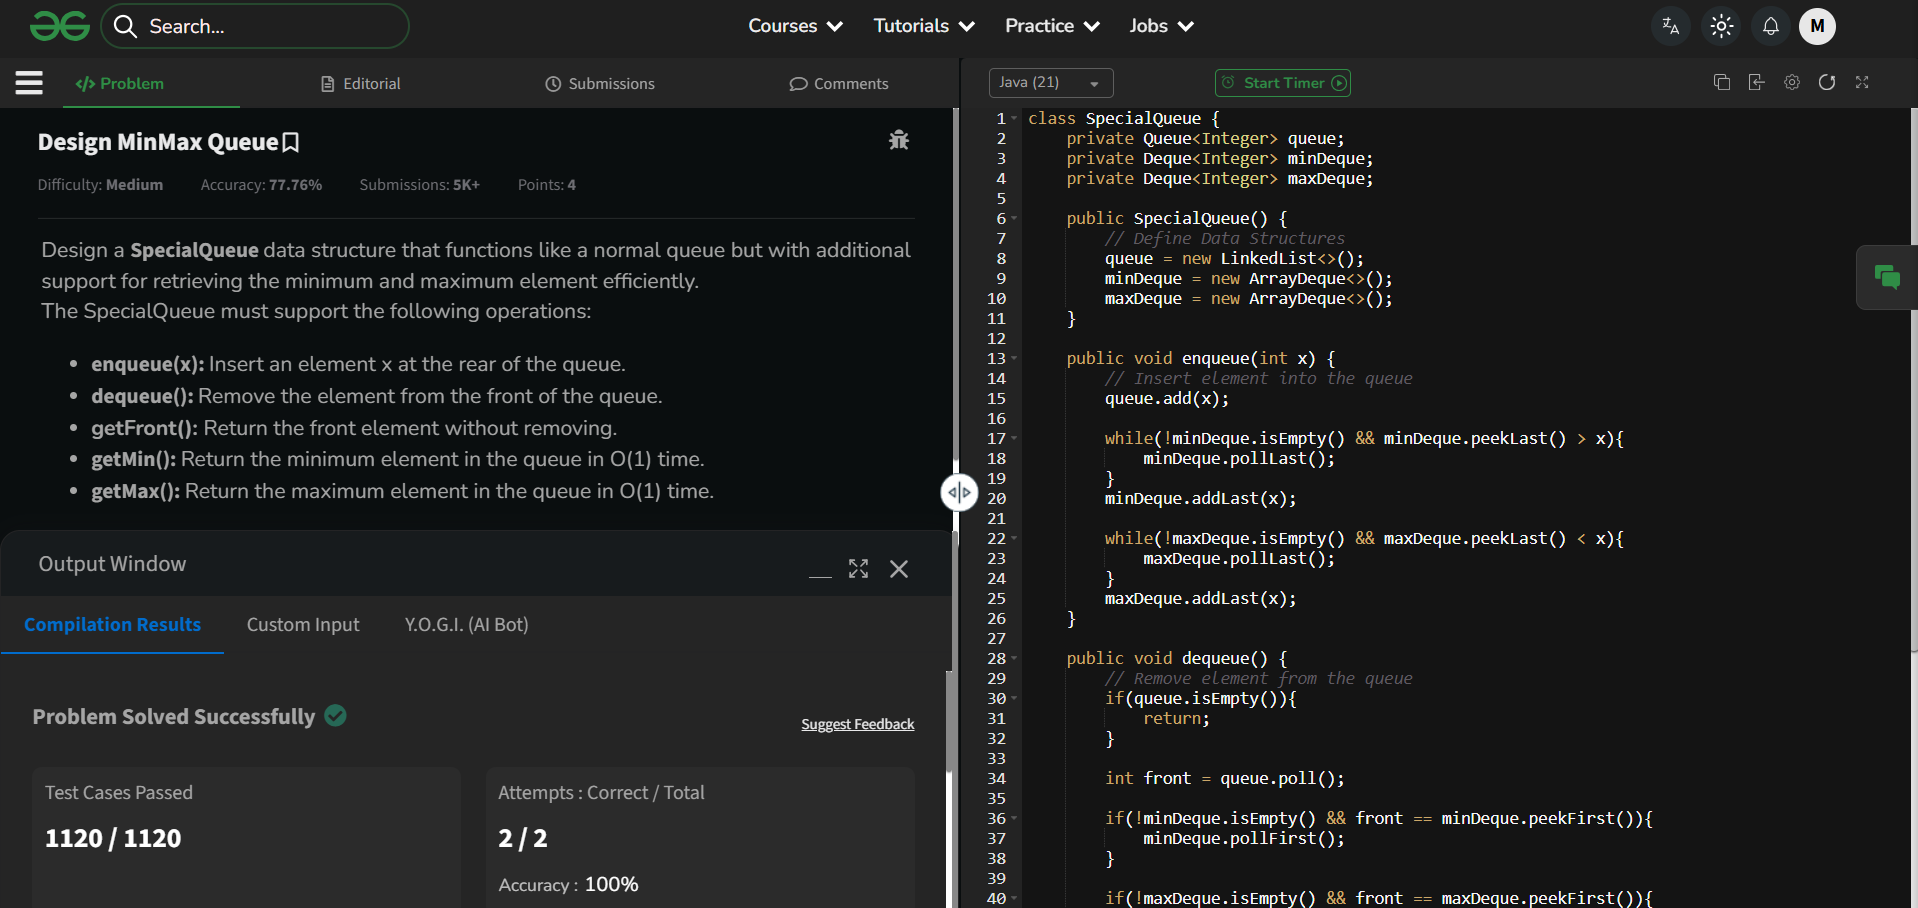 Search...
Courses
Tutorials
Practice
Jobs
M
</> Problem
Editorial
Submissions
Comments
Design MinMax Queue
Difficulty: Medium Accuracy: 77.76% Submissions: 5K+ Points: 4
Design a SpecialQueue data structure that functions like a normal queue but with additional
support for retrieving the minimum and maximum element efficiently.
The SpecialQueue must support the following operations:
• enqueue(x): Insert an element x at the rear of the queue.
• dequeue(): Remove the element from the front of the queue.
• getFront(): Return the front element without removing.
• getMin(): Return the minimum element in the queue in O(1) time.
• getMax(): Return the maximum element in the queue in O(1) time.
Output Window
Compilation Results
Custom Input
Y.O.G.I. (AI Bot)
Problem Solved Successfully
Suggest Feedback
Test Cases Passed
1120 / 1120
Attempts : Correct / Total
2 / 2
Accuracy : 100%
Java (21)
Start Timer
1 class SpecialQueue {
2     private Queue<Integer> queue;
3     private Deque<Integer> minDeque;
4     private Deque<Integer> maxDeque;
5
6     public SpecialQueue() {
7         // Define Data Structures
8         queue = new LinkedList<>();
9         minDeque = new ArrayDeque<>();
10         maxDeque = new ArrayDeque<>();
11     }
12
13     public void enqueue(int x) {
14         // Insert element into the queue
15         queue.add(x);
16
17         while(!minDeque.isEmpty() && minDeque.peekLast() > x){
18             minDeque.pollLast();
19         }
20         minDeque.addLast(x);
21
22         while(!maxDeque.isEmpty() && maxDeque.peekLast() < x){
23             maxDeque.pollLast();
24         }
25         maxDeque.addLast(x);
26     }
27
28     public void dequeue() {
29         // Remove element from the queue
30         if(queue.isEmpty()){
31             return;
32         }
33
34         int front = queue.poll();
35
36         if(!minDeque.isEmpty() && front == minDeque.peekFirst()){
37             minDeque.pollFirst();
38         }
39
40         if(!maxDeque.isEmpty() && front == maxDeque.peekFirst()){